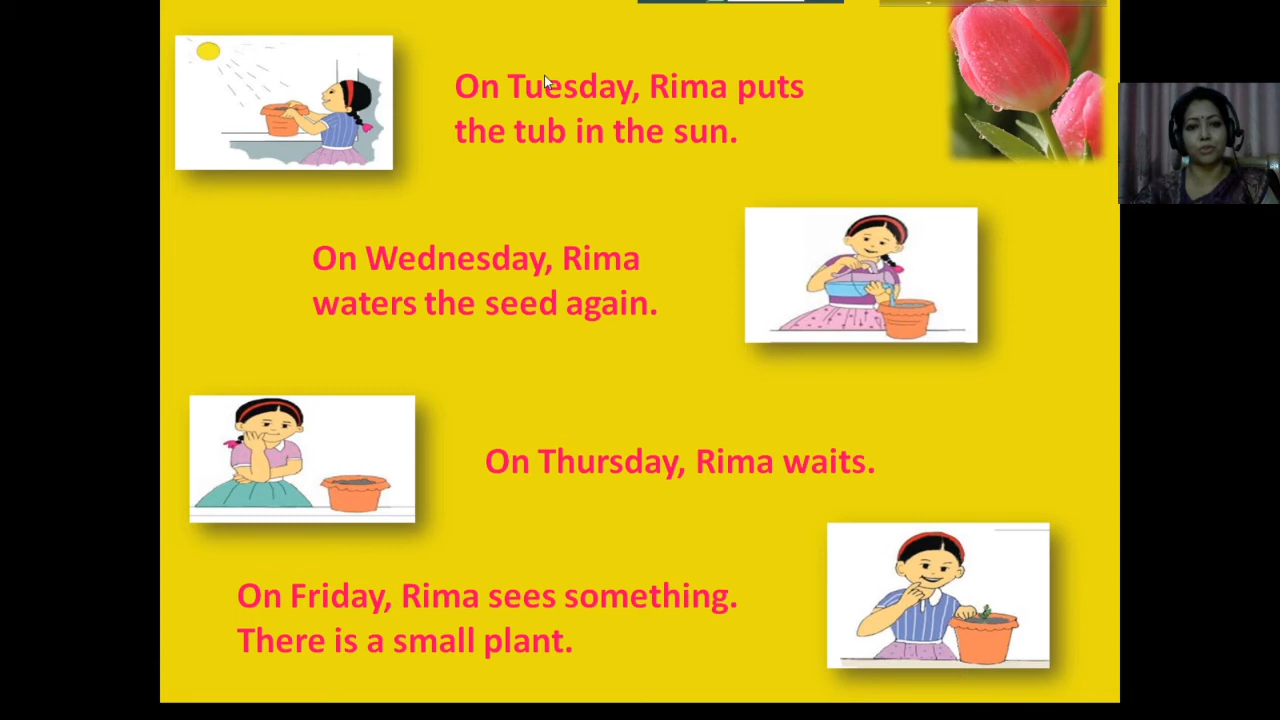 On Tuesday, Rima puts
the tub in the sun.
On Wednesday, Rima
waters the seed again.
On Thursday, Rima waits.
On Friday, Rima sees something.
There is a small plant.